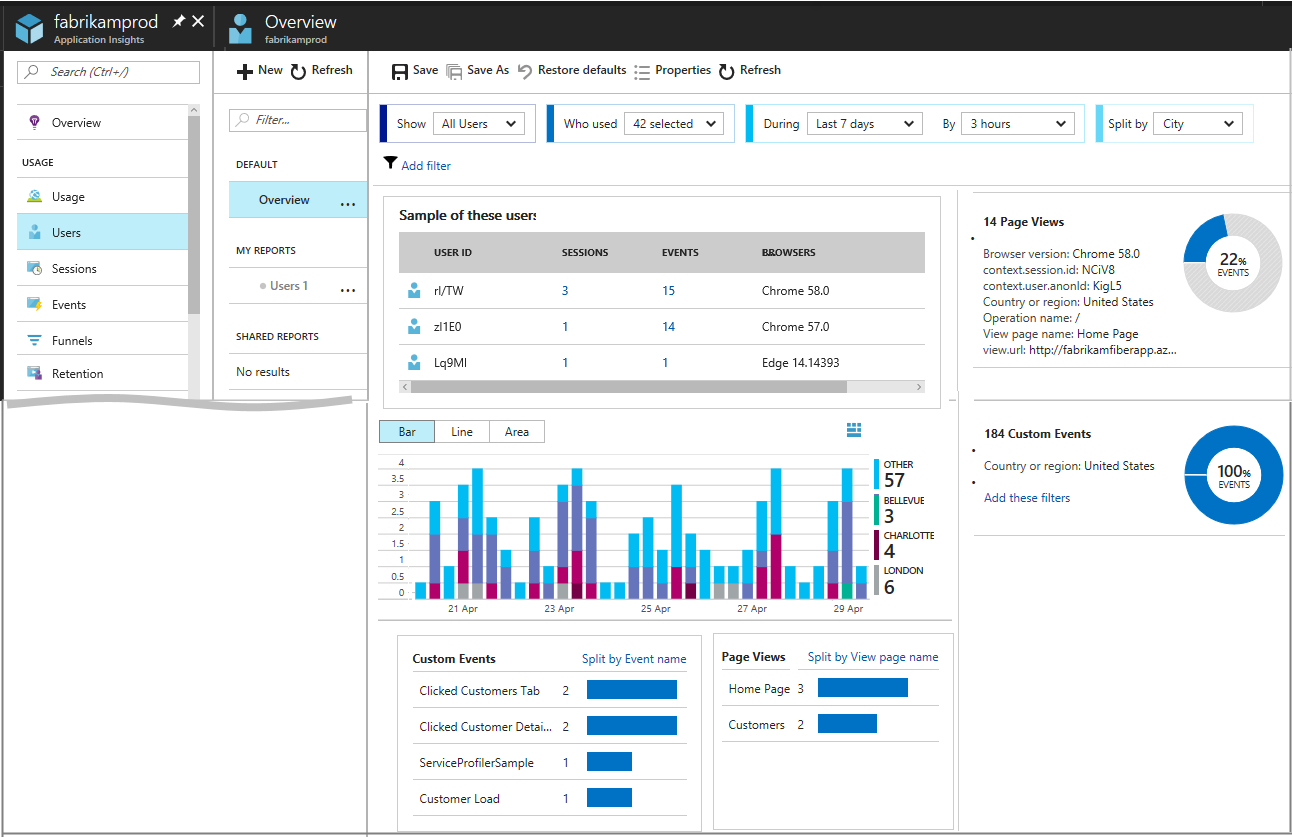 fabrikamprod
Application Insights
Overview
fabrikamprod
Search (Ctrl+/)
Overview
USAGE
Usage
Users
Sessions
Events
Funnels
Retention
New Refresh
Filter...
DEFAULT
Overview ...
MY REPORTS
Users 1 ...
SHARED REPORTS
No results
Save Save As Restore defaults Properties Refresh
Show All Users Who used 42 selected During Last 7 days By 3 hours Split by City
Add filter
Sample of these users
USER ID SESSIONS EVENTS BROWSERS
rI/TW 3 15 Chrome 58.0
zI1E0 1 14 Chrome 57.0
Lq9MI 1 1 Edge 14.14393
Bar Line Area
4
3.5
3
2.5
2
1.5
1
0.5
0
21 Apr 23 Apr 25 Apr 27 Apr 29 Apr
OTHER
57
BELLEVUE
3
CHARLOTTE
4
LONDON
6
Custom Events Split by Event name
Clicked Customers Tab 2
Clicked Customer Detai... 2
ServiceProfilerSample 1
Customer Load 1
Page Views Split by View page name
Home Page 3
Customers 2
14 Page Views
Browser version: Chrome 58.0
context.session.id: NCiV8
context.user.anonId: KigL5
Country or region: United States
Operation name: /
View page name: Home Page
view.url: http://fabrikamfiberapp.az...
22%
EVENTS
184 Custom Events
Country or region: United States
Add these filters
100%
EVENTS